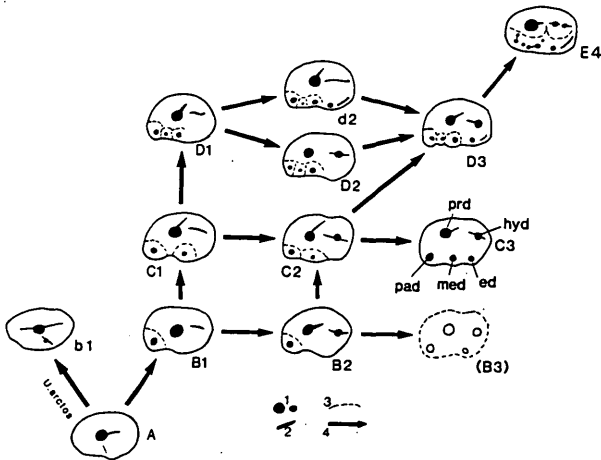 E4
d2
D1
D2
D3
prd
hyd
C1
C2
C3
pad
med
ed
b1
B1
B2
(B3)
U.arctos
A
1
2
3
4